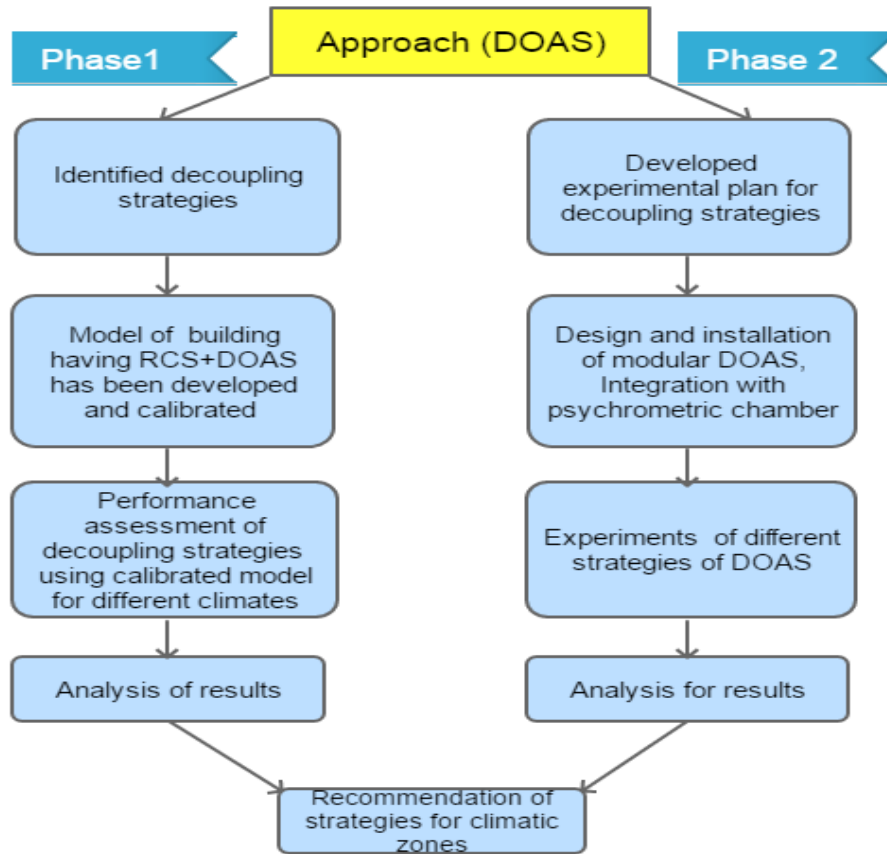 Approach (DOAS)
Phase1
Identified decoupling
strategies
Model of building
having RCS+DOAS
has been developed
and calibrated
Performance
assessment of
decoupling strategies
using calibrated model
for different climates
Analysis of results
Phase 2
Developed
experimental plan for
decoupling strategies
Design and installation
of modular DOAS,
Integration with
psychrometric chamber
Experiments of different
strategies of DOAS
Analysis for results
Recommendation of
strategies for climatic
zones